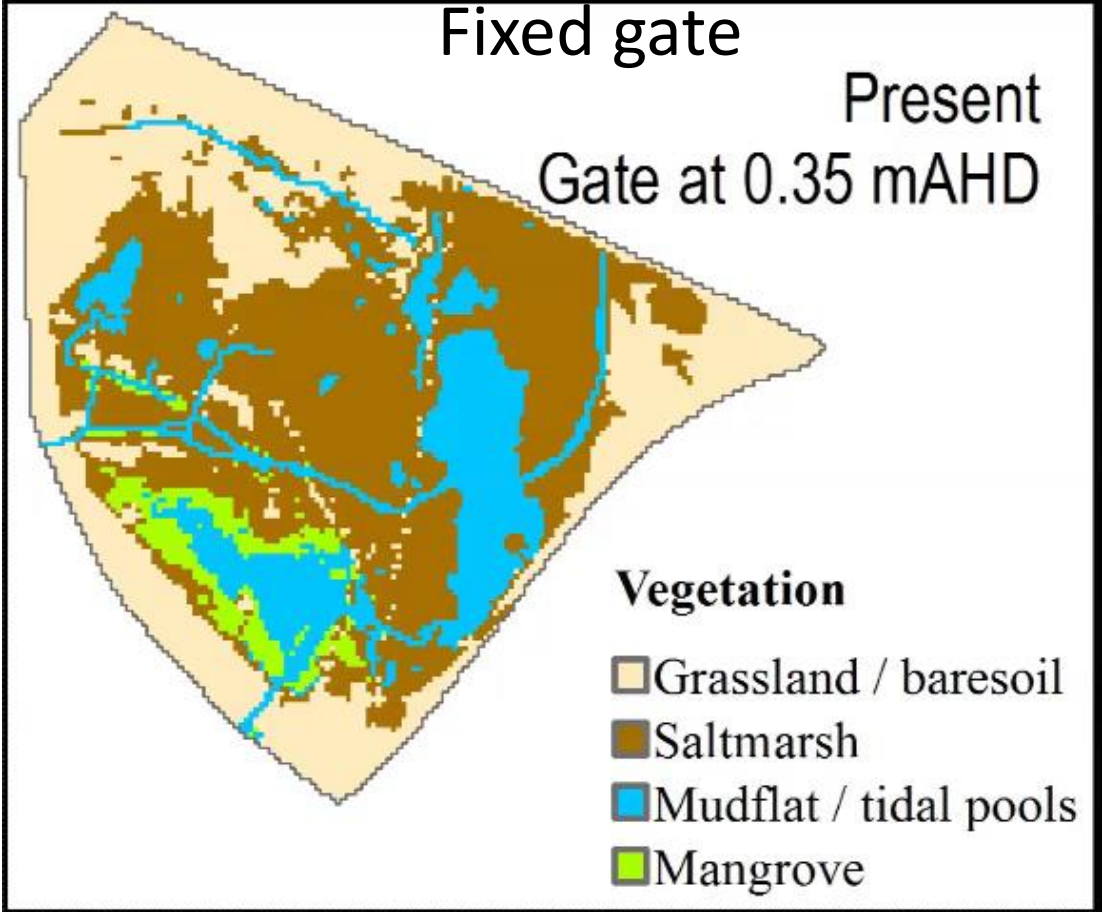 Fixed gate
Present
Gate at 0.35 mAHD
Vegetation
Grassland / baresoil
Saltmarsh
Mudflat / tidal pools
Mangrove